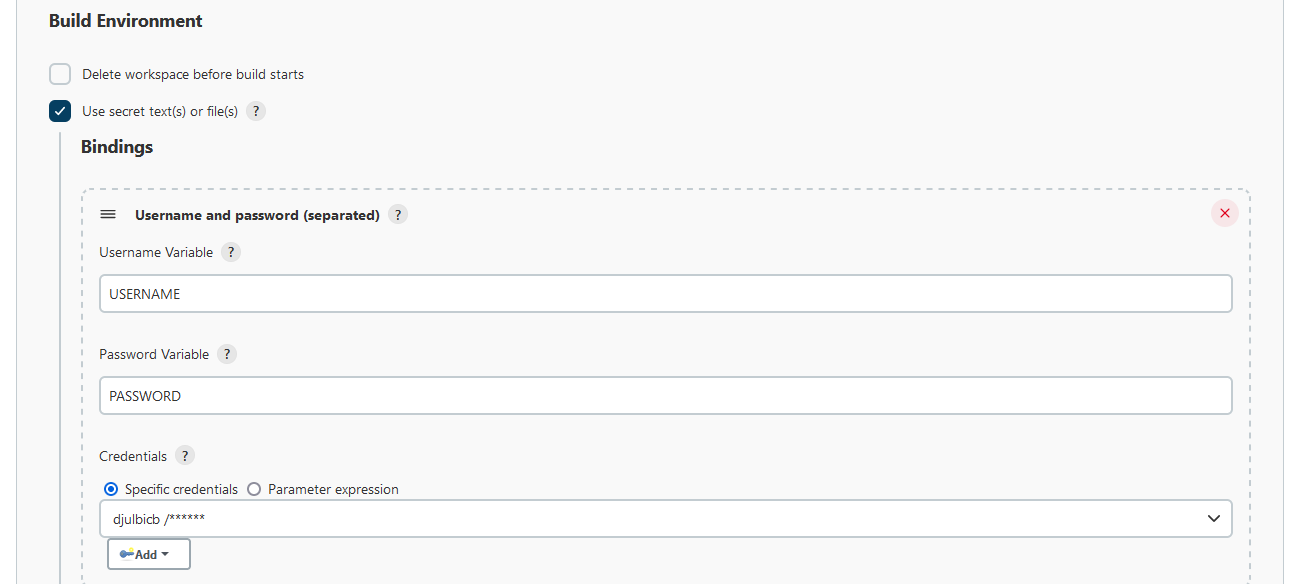 Build Environment
Delete workspace before build starts
Use secret text(s) or file(s) ?
Bindings
Username and password (separated) ?
Username Variable ?
USERNAME
Password Variable ?
PASSWORD
Credentials ?
Specific credentials Parameter expression
djulbicb /******
Add